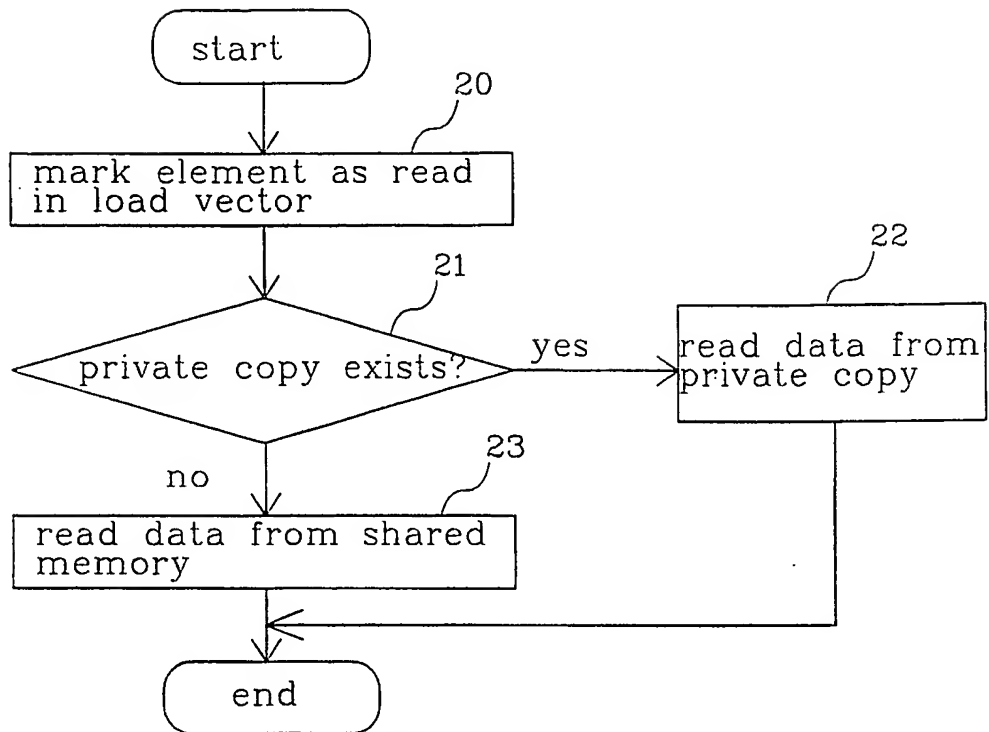 start
20
mark element as read
in load vector
21
private copy exists?
yes
22
read data from
private copy
no
23
read data from shared
memory
end